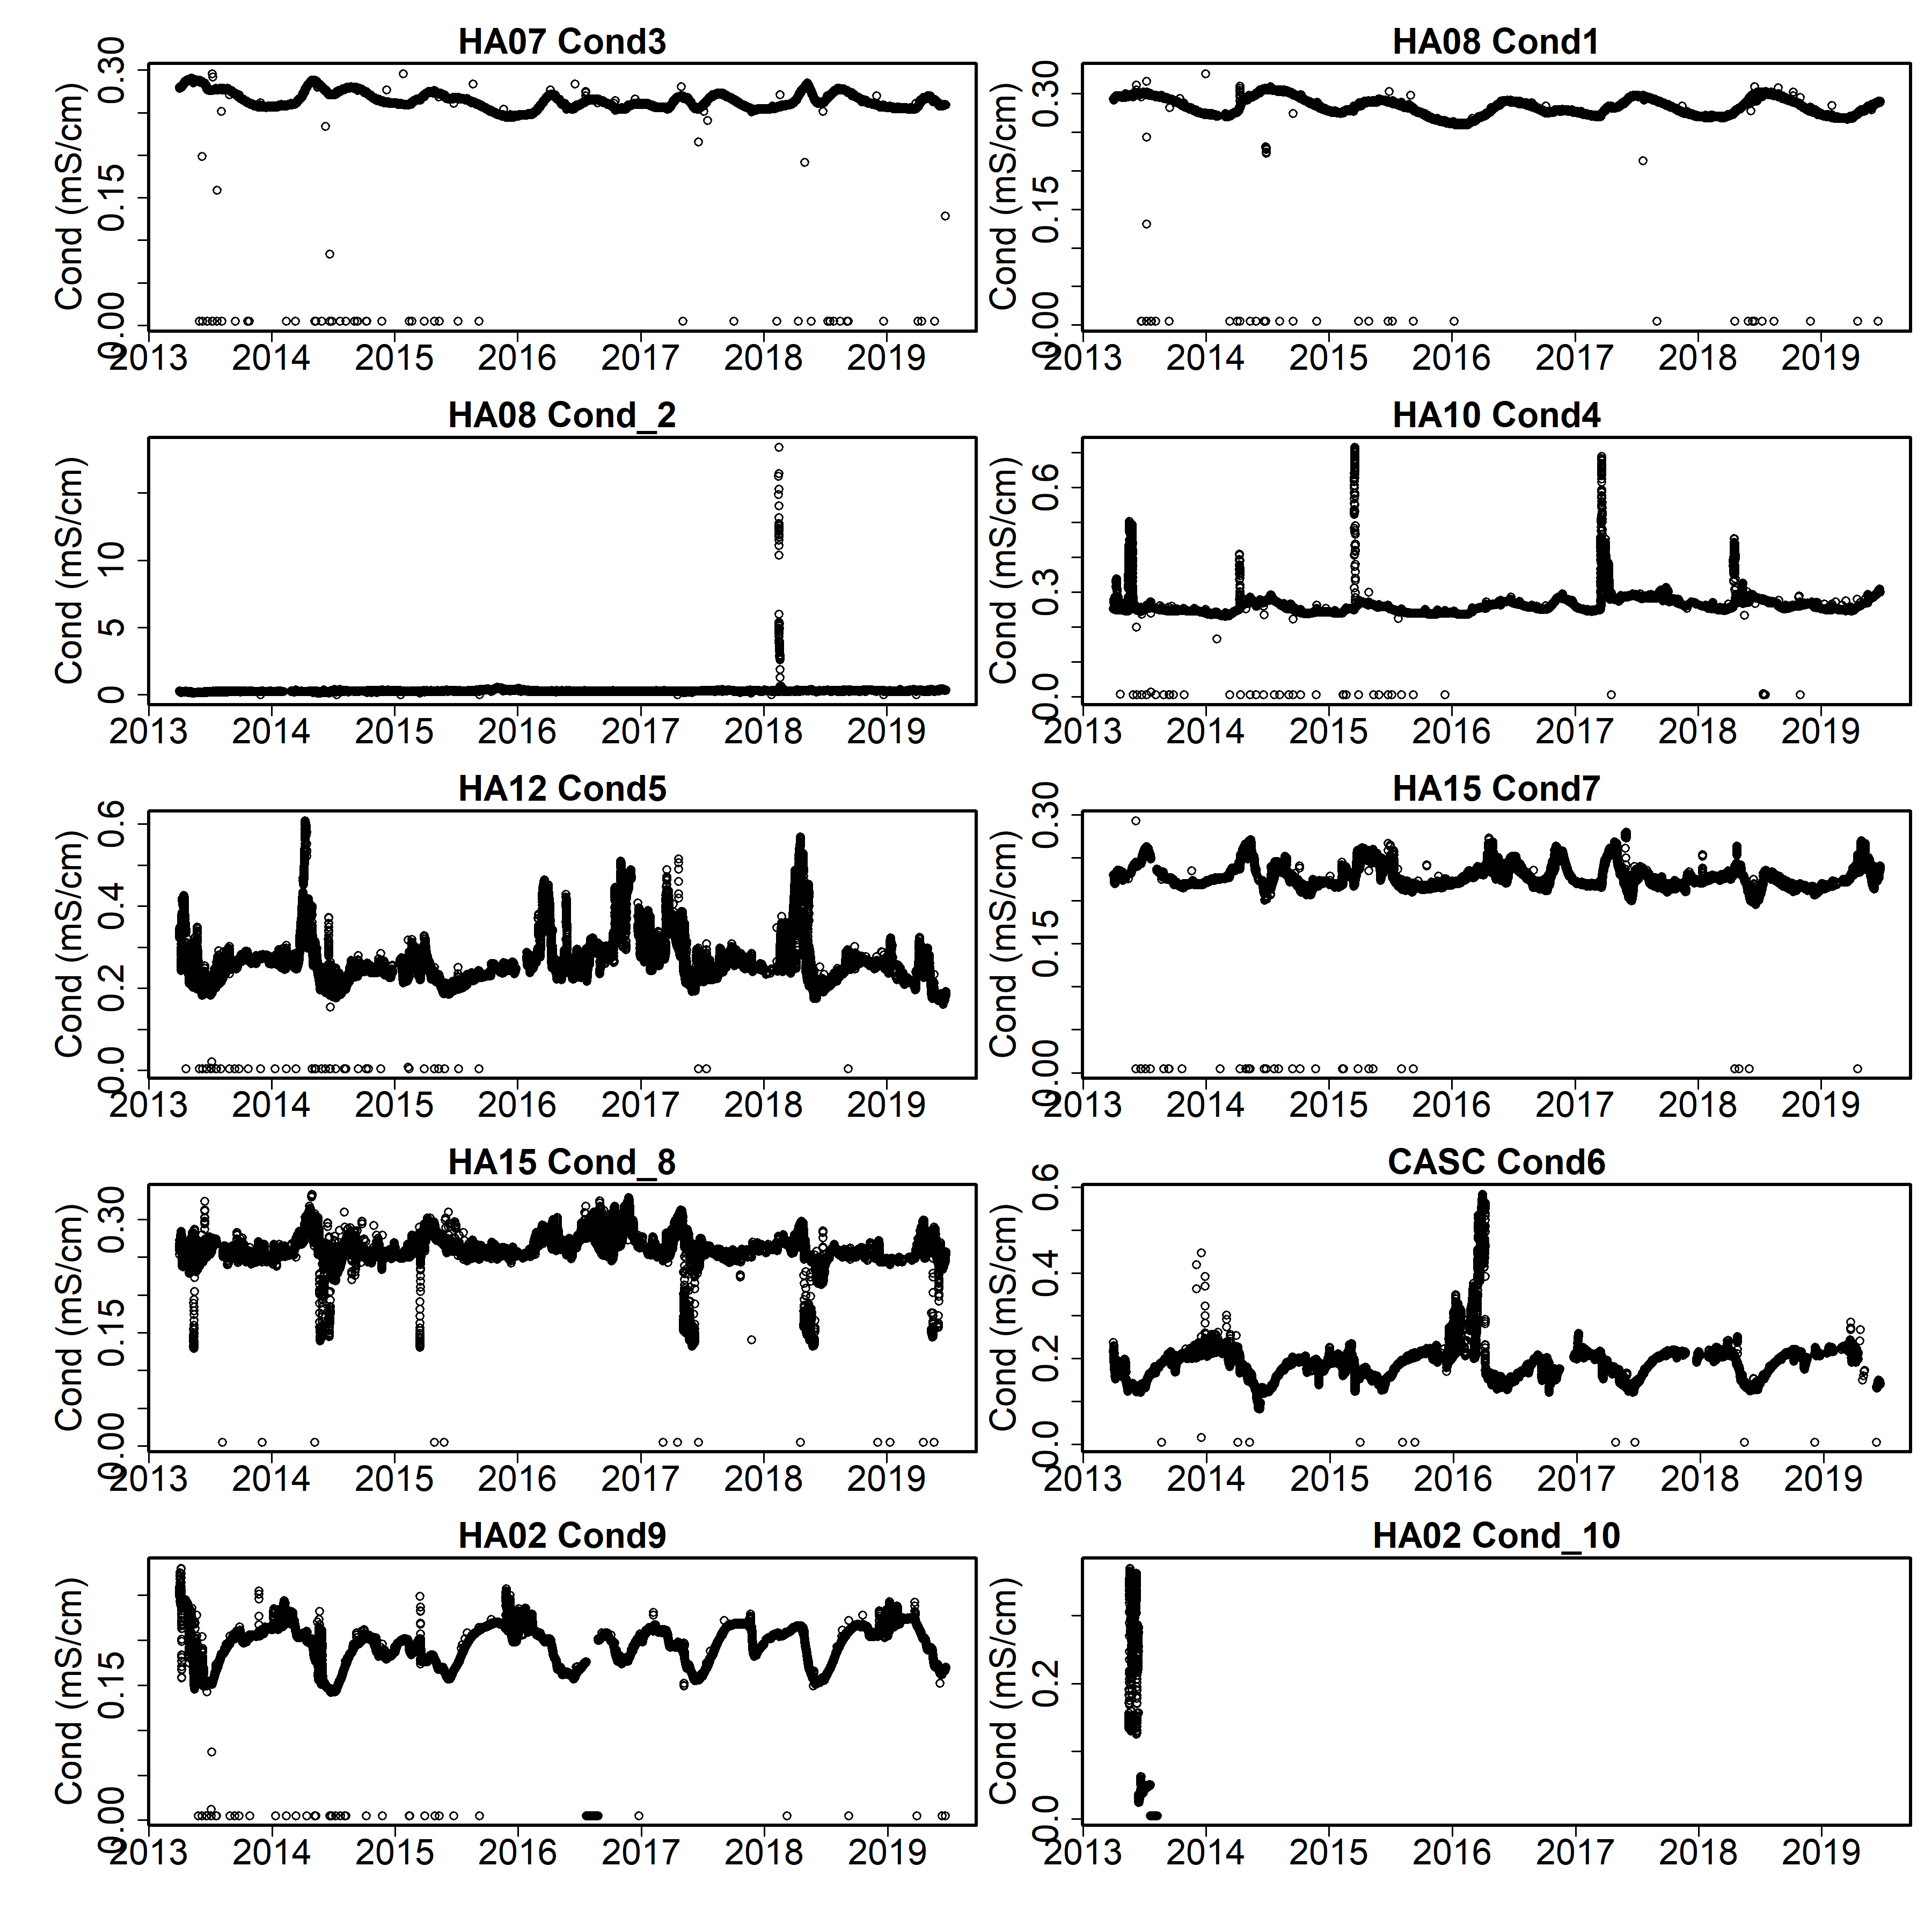 HA07 Cond3
Cond (mS/cm)
0.00 0.15 0.30
2013 2014 2015 2016 2017 2018 2019
HA08 Cond1
Cond (mS/cm)
0.00 0.15 0.30
2013 2014 2015 2016 2017 2018 2019
HA08 Cond_2
Cond (mS/cm)
0 5 10
2013 2014 2015 2016 2017 2018 2019
HA10 Cond4
Cond (mS/cm)
0.0 0.3 0.6
2013 2014 2015 2016 2017 2018 2019
HA12 Cond5
Cond (mS/cm)
0.0 0.2 0.4 0.6
2013 2014 2015 2016 2017 2018 2019
HA15 Cond7
Cond (mS/cm)
0.00 0.15 0.30
2013 2014 2015 2016 2017 2018 2019
HA15 Cond_8
Cond (mS/cm)
0.00 0.15 0.30
2013 2014 2015 2016 2017 2018 2019
CASC Cond6
Cond (mS/cm)
0.0 0.2 0.4 0.6
2013 2014 2015 2016 2017 2018 2019
HA02 Cond9
Cond (mS/cm)
0.00 0.15
2013 2014 2015 2016 2017 2018 2019
HA02 Cond_10
Cond (mS/cm)
0.0 0.2
2013 2014 2015 2016 2017 2018 2019